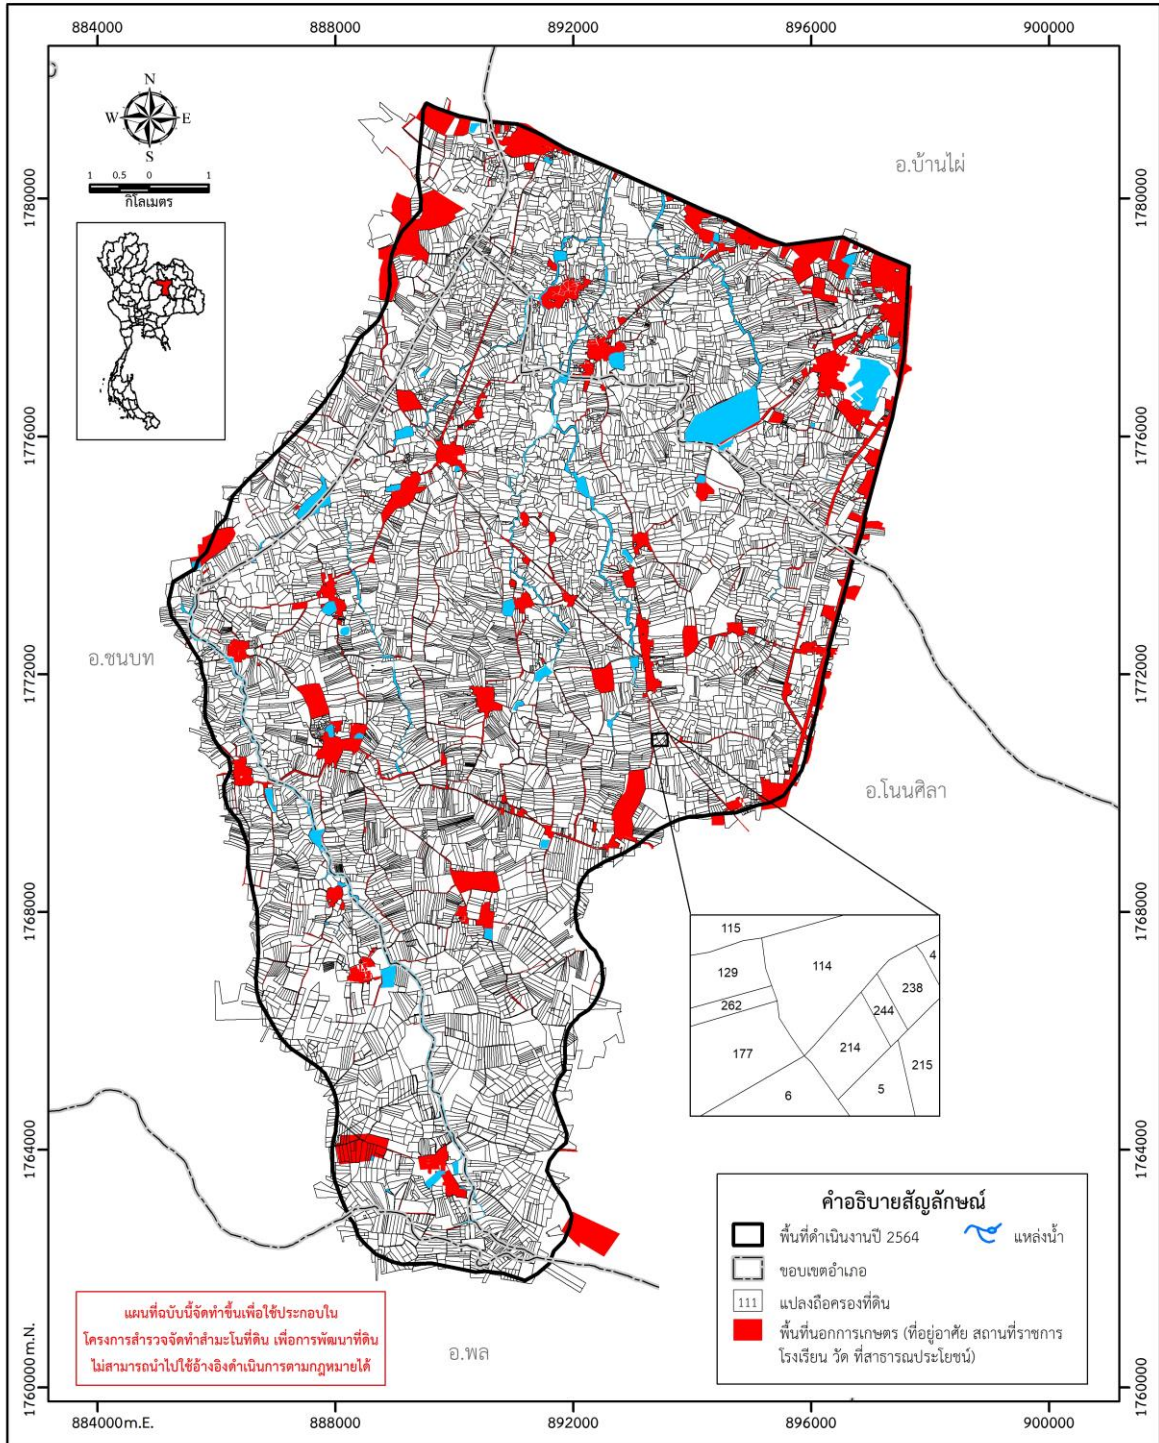 884000
888000
892000
896000
900000
N
W
E
S
1
0.5
0
1
กิโลเมตร
อ.บ้านไผ่
1780000
1780000
1776000
1776000
อ.ชนบท
1772000
1772000
อ.โนนศิลา
1768000
1768000
115
129
114
4
262
238
244
177
214
215
6
5
1764000
1764000
คำอธิบายสัญลักษณ์
พื้นที่ดำเนินงานปี 2564
แหล่งน้ำ
ขอบเขตอำเภอ
111
แปลงถือครองที่ดิน
พื้นที่นอกการเกษตร (ที่อยู่อาศัย สถานที่ราชการ
โรงเรียน วัด ที่สาธารณประโยชน์)
แผนที่ฉบับนี้จัดทำขึ้นเพื่อใช้ประกอบใน
โครงการสำรวจจัดทำสำมะโนที่ดิน เพื่อการพัฒนาที่ดิน
ไม่สามารถนำไปใช้อ้างอิงดำเนินการตามกฎหมายได้
อ.พล
1760000m.N.
1760000
884000m.E.
888000
892000
896000
900000